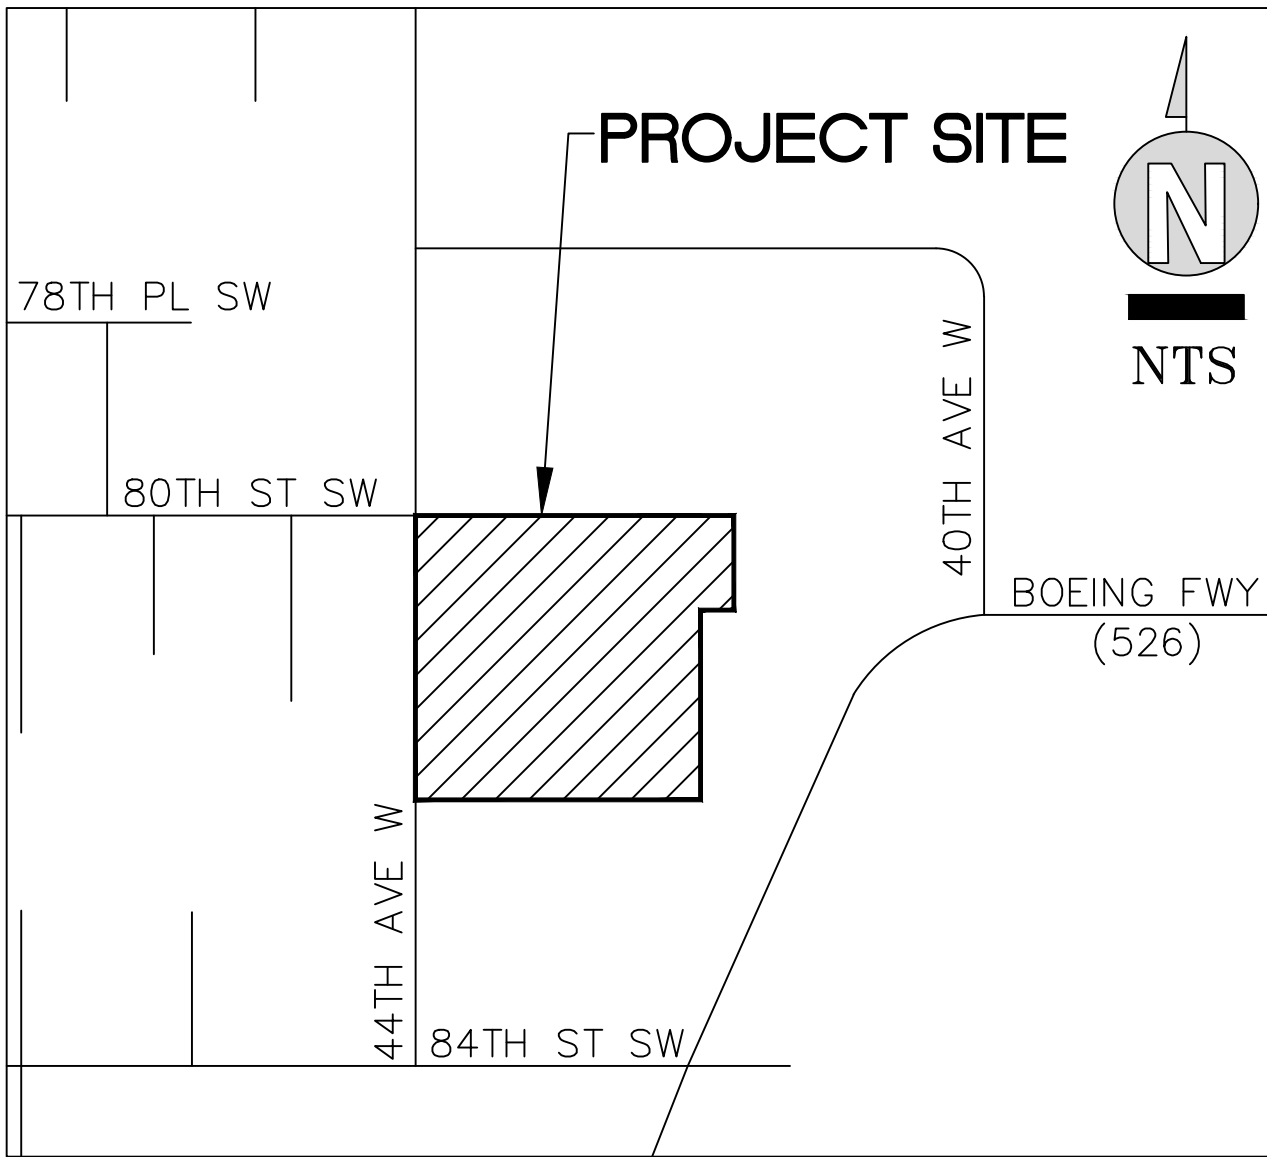 PROJECT SITE
N
NTS
78TH PL SW
40TH AVE W
80TH ST SW
BOEING FWY
(526)
44TH AVE W
84TH ST SW